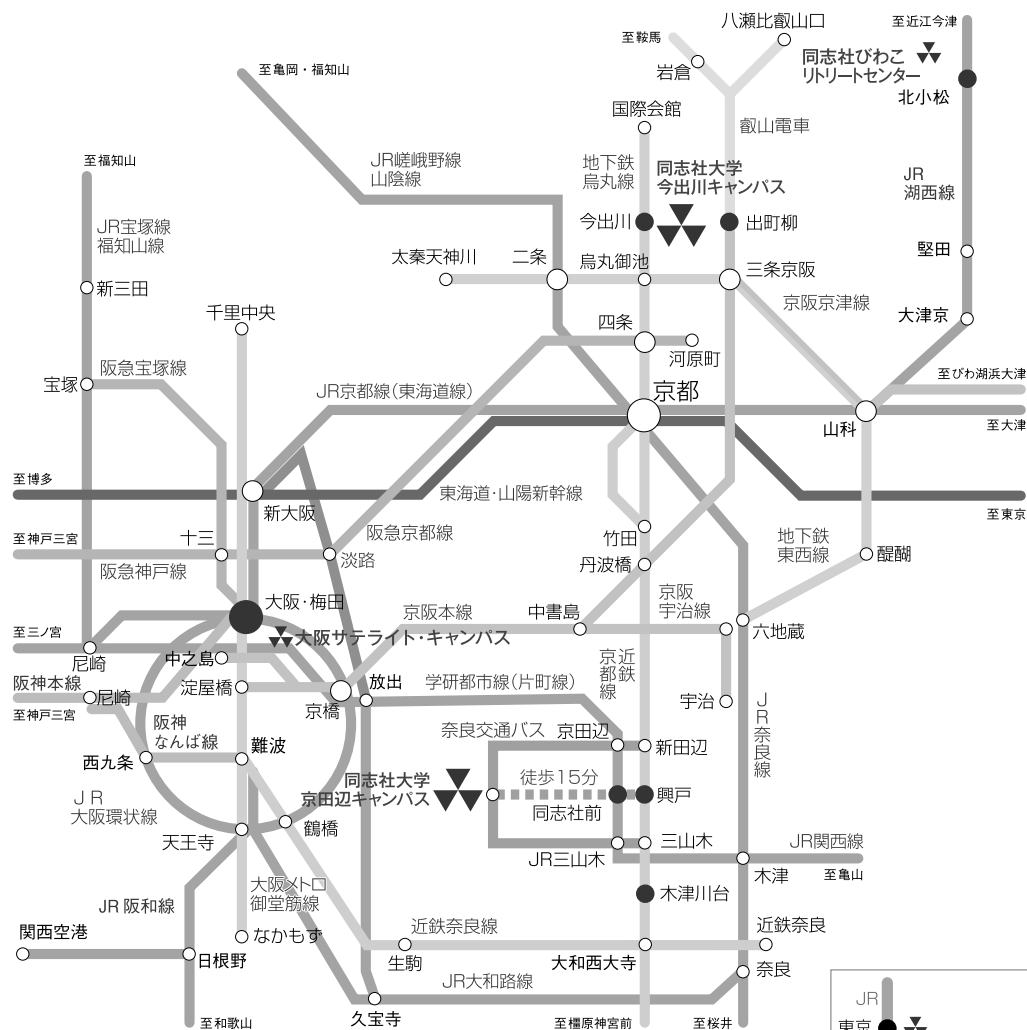 八瀬比叡山口
至近江今津
至鞍馬
岩倉
同志社びわこ
リトリートセンター
北小松
至亀岡・福知山
国際会館
叡山電車
至福知山
JR嵯峨野線
山陰線
地下鉄
烏丸線
同志社大学
今出川キャンパス
JR
湖西線
JR宝塚線
福知山線
今出川
出町柳
太秦天神川
二条
烏丸御池
三条京阪
堅田
新三田
京阪京津線
千里中央
四条
大津京
河原町
阪急宝塚線
宝塚
JR京都線（東海道線）
京都
至びわ湖浜大津
山科
至大津
至博多
新大阪
東海道・山陽新幹線
至東京
十三
阪急京都線
竹田
地下鉄
東西線
至神戸三宮
淡路
丹波橋
醍醐
阪急神戸線
大阪・梅田
京阪本線
中書島
京阪
宇治線
六地蔵
至三ノ宮
大阪サテライト・キャンパス
尼崎
中之島
近鉄
京都線
阪神本線
尼崎
淀屋橋
放出
学研都市線（片町線）
宇治
至神戸三宮
京橋
JR奈良線
阪神
なんば線
奈良交通バス
京田辺
新田辺
西九条
難波
同志社大学
京田辺キャンパス
徒歩15分
興戸
JR
大阪環状線
同志社前
鶴橋
天王寺
三山木
JR関西線
JR三山木
木津
至亀山
大阪メトロ
御堂筋線
木津川台
JR阪和線
関西空港
なかもず
近鉄奈良線
近鉄奈良
日根野
生駒
大和西大寺
奈良
JR大和路線
JR
至和歌山
久宝寺
至橿原神宮前
至桜井
東京